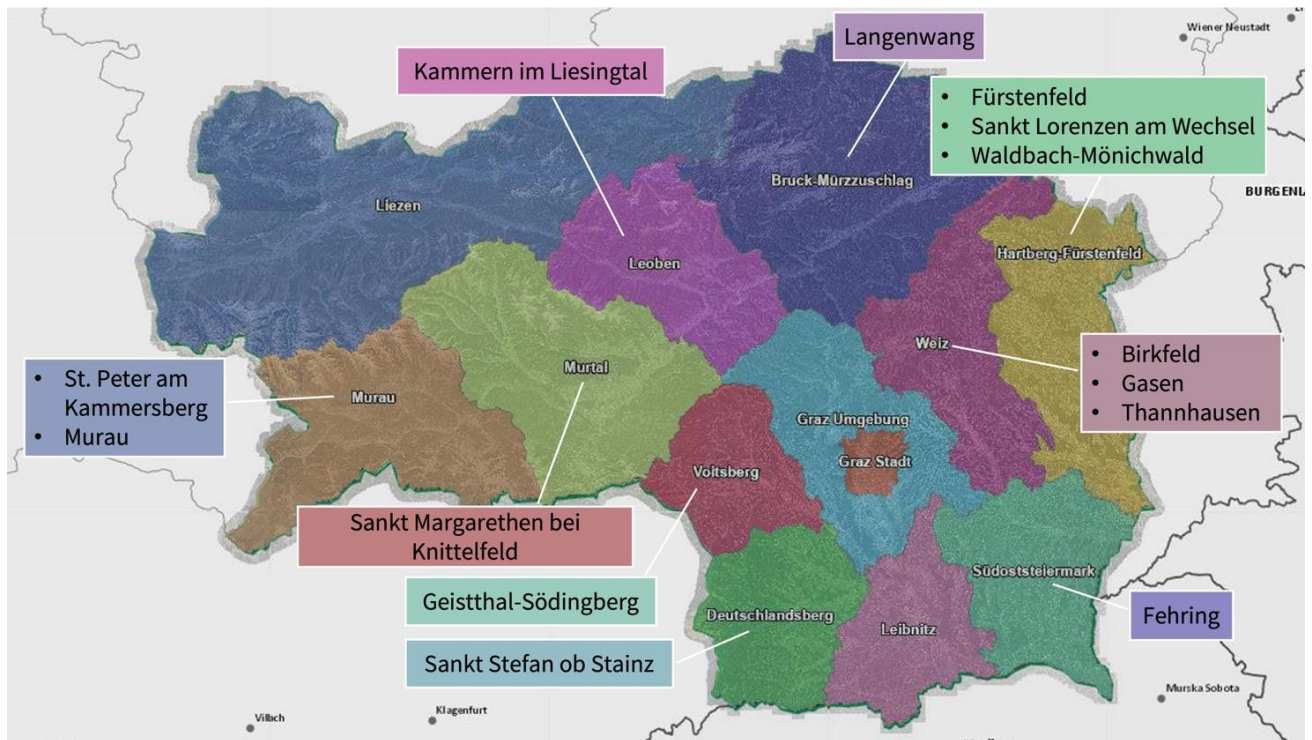 Wiener Neustadt
Langenwang
Kammern im Liesingtal
• Fürstenfeld
• Sankt Lorenzen am Wechsel
• Waldbach-Mönichwald
Bruck-Mürzzuschlag
BURGENL
Liezen
Hartberg-Fürstenfeld
Leoben
Weiz
• Birkfeld
• Gasen
• Thannhausen
Murtal
• St. Peter am
Kammersberg
• Murau
Murau
Graz Umgebung
Graz Stadt
Voitsberg
Sankt Margarethen bei
Knittelfeld
Südoststeiermark
Geistthal-Södingberg
Deutschlandsberg
Leibnitz
Fehring
Sankt Stefan ob Stainz
Murska Sobota
Klagenfurt
Villach